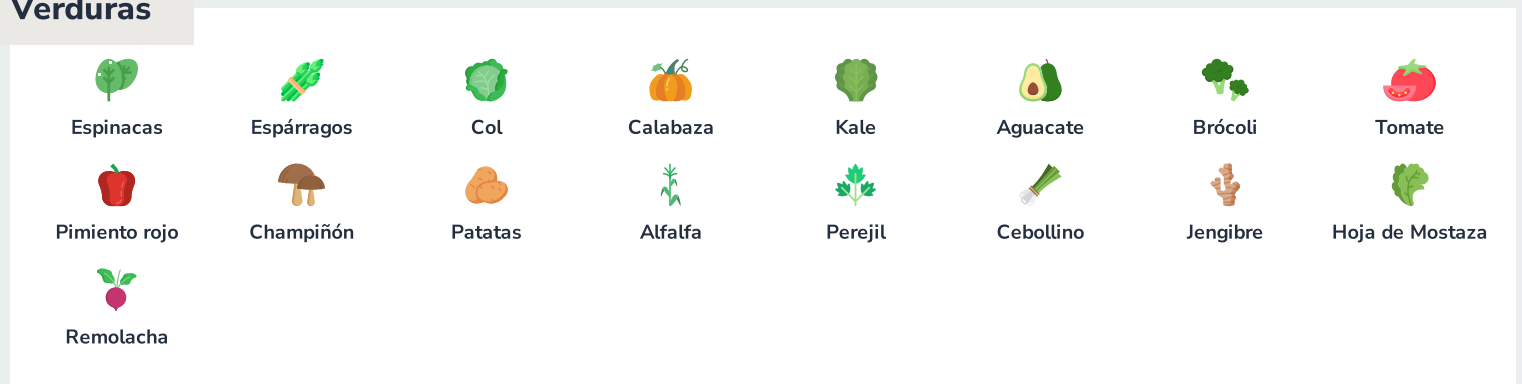 Verduras
Espinacas
Espárragos
Col
Calabaza
Kale
Aguacate
Brócoli
Tomate
Pimiento rojo
Champiñón
Patatas
Alfalfa
Perejil
Cebollino
Jengibre
Hoja de Mostaza
Remolacha